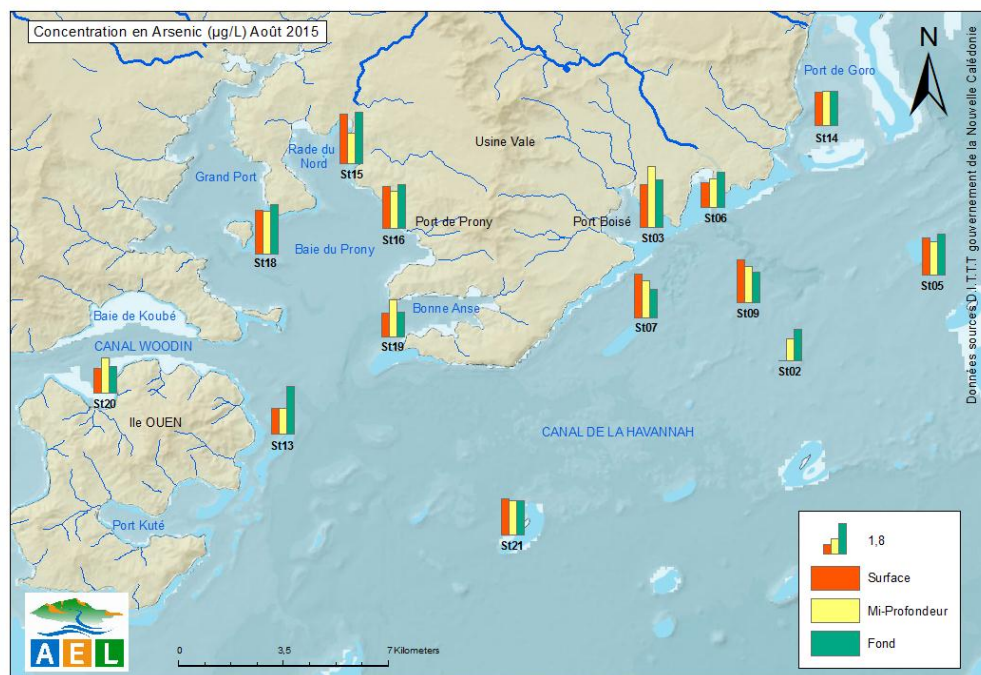 Concentration en Arsenic (µg/L) Août 2015
N
Port de Goro
St14
Rade du
Nord
St15
Usine Vale
Grand Port
St18
St16
Port de Prony
Baie du Prony
Port Boisé
St03
St06
St05
Baie de Koubé
CANAL WOODIN
Bonne Anse
St19
St07
St09
St02
St20
Ile OUEN
St13
CANAL DE LA HAVANNAH
Port Kuté
St21
1,8
Surface
Mi-Profondeur
Fond
AEL
0
3,5
7 Kilometers
Données sources D.I.T.T.T gouvernement de la Nouvelle Calédonie